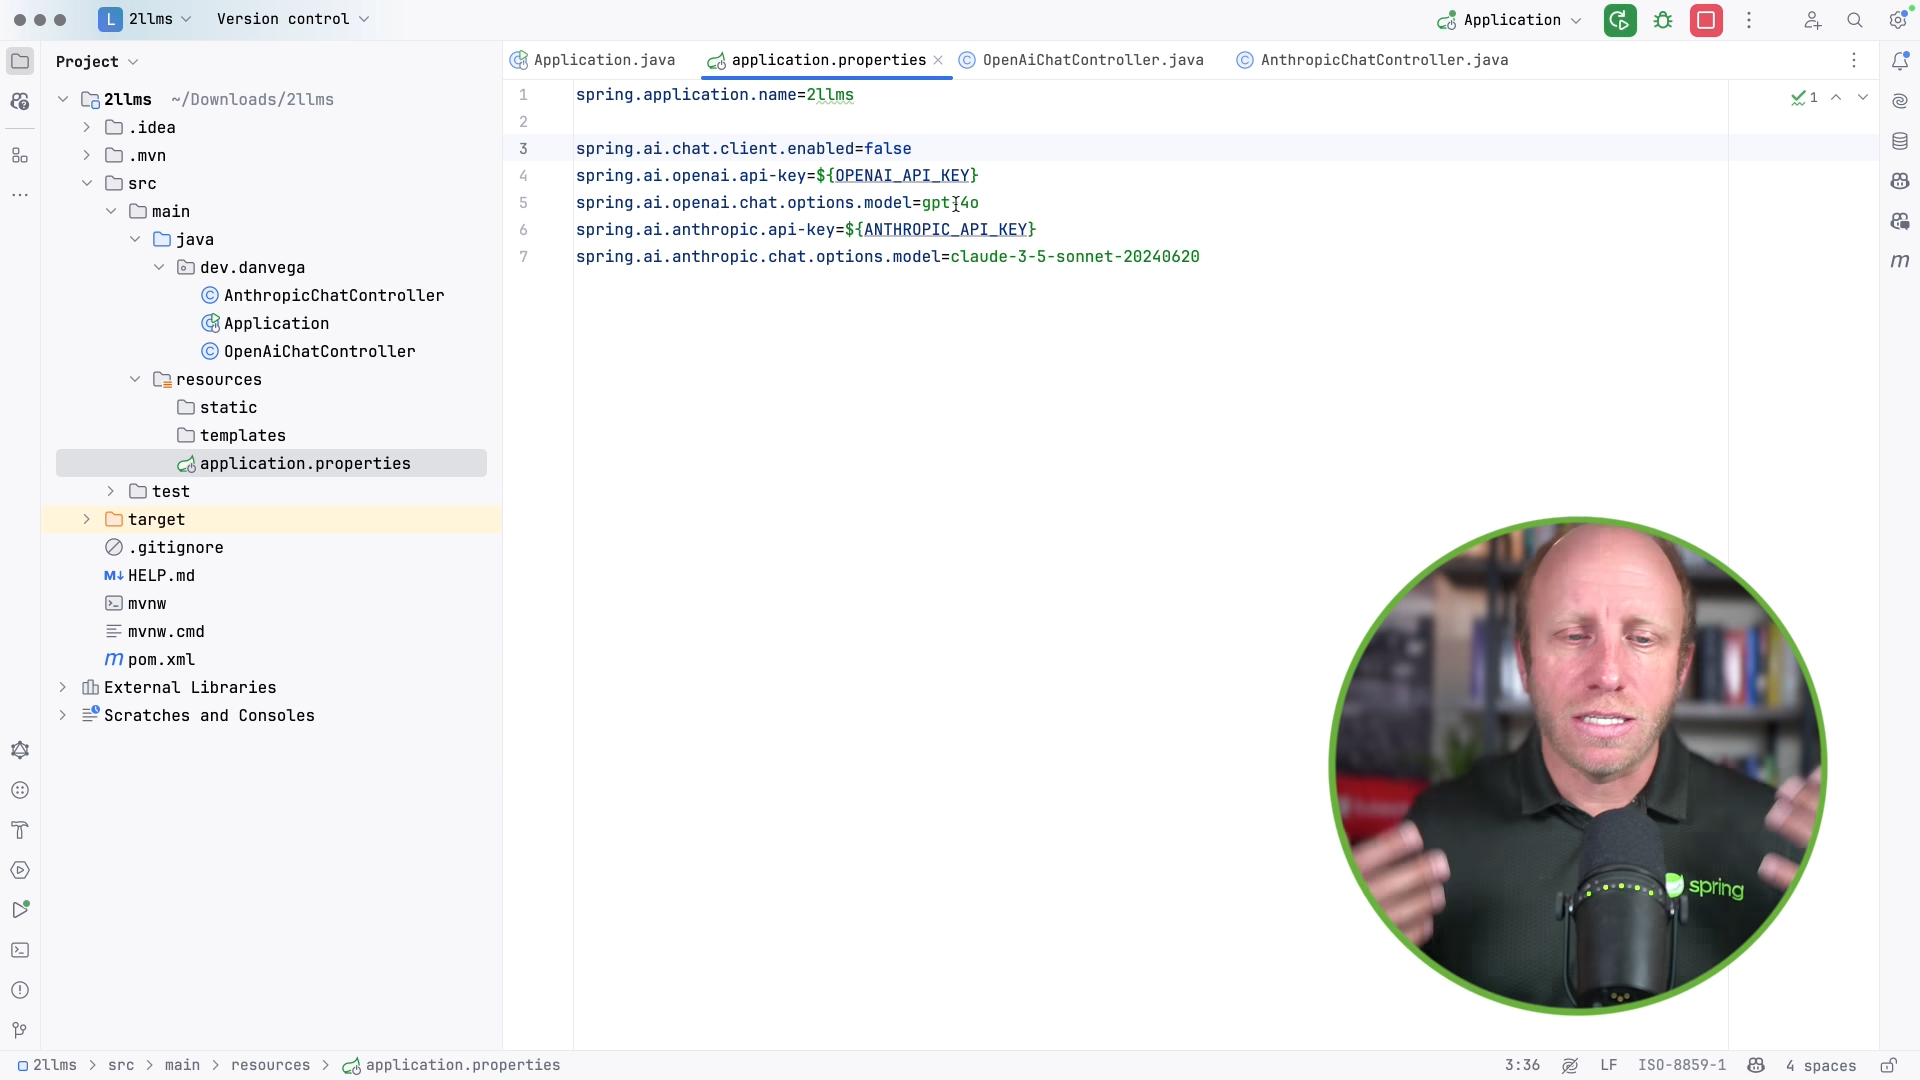 L 2llms Version control Application
Project
Application.java application.properties OpenAiChatController.java AnthropicChatController.java
2llms ~/Downloads/2llms
.idea
.mvn
src
main
java
dev.danvega
AnthropicChatController
Application
OpenAiChatController
resources
static
templates
application.properties
test
target
.gitignore
M↓ HELP.md
mvnw
mvnw.cmd
m pom.xml
External Libraries
Scratches and Consoles
1 spring.application.name=2llms
2
3 spring.ai.chat.client.enabled=false
4 spring.ai.openai.api-key=${OPENAI_API_KEY}
5 spring.ai.openai.chat.options.model=gpt-4o
6 spring.ai.anthropic.api-key=${ANTHROPIC_API_KEY}
7 spring.ai.anthropic.chat.options.model=claude-3-5-sonnet-20240620
1
m
spring
2llms > src > main > resources > application.properties 3:36 LF ISO-8859-1 4 spaces